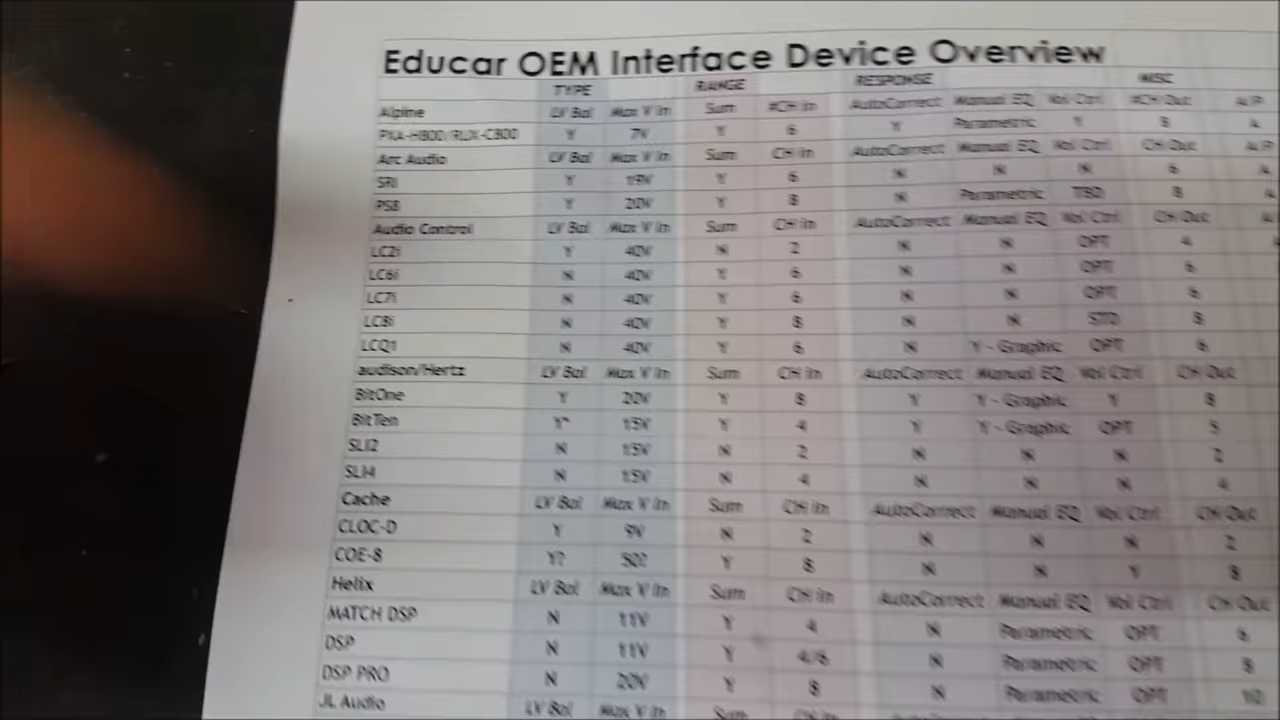 Educar OEM Interface Device Overview
TYPE RANGE RESPONSE MISC
Alpine LV Bal Max V In Sum #CH In AutoCorrect Manual EQ Vol Ctrl #CH Out
PXA-H800/RUX-C800 Y 7V Y 6 Y Parametric Y 8
Arc Audio LV Bal Max V In Sum CH In AutoCorrect Manual EQ Vol Ctrl CH Out
SRI Y 19V Y 6 N N N 6
PS8 Y 20V Y 8 N Parametric TBD 8
Audio Control LV Bal Max V In Sum CH In AutoCorrect Manual EQ Vol Ctrl CH Out
LC2i Y 40V N 2 N N OPT 4
LC6i N 40V Y 6 N N OPT 6
LC7i N 40V Y 6 N N OPT 6
LC8i N 40V Y 8 N N STD 8
LCQ1 N 40V Y 6 N Y - Graphic OPT 6
audison/Hertz LV Bal Max V In Sum CH In AutoCorrect Manual EQ Vol Ctrl CH Out
BitOne Y 20V Y 8 Y Y - Graphic Y 8
BitTen Y* 15V Y 4 Y Y - Graphic OPT 5
SLI2 N 15V N 2 N N N 2
SLI4 N 15V N 4 N N N 4
Cache LV Bal Max V In Sum CH In AutoCorrect Manual EQ Vol Ctrl CH Out
CLOC-D Y 9V N 2 N N N 2
COE-8 Y? Y 8 N N Y 8
Helix LV Bal Max V In Sum CH In AutoCorrect Manual EQ Vol Ctrl CH Out
MATCH DSP N 11V Y 4 N Parametric OPT 6
DSP N 11V Y 4/6 N Parametric OPT 8
DSP PRO N 20V Y 8 N Parametric OPT 10
JL Audio LV Bal Max V In Sum